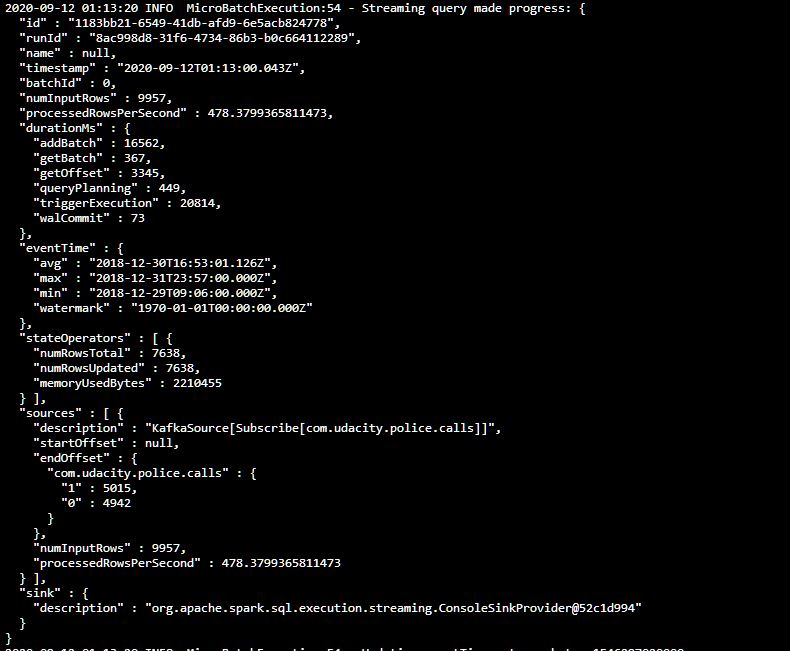 2020-09-12 01:13:20 INFO  MicroBatchExecution:54 - Streaming query made progress: {
  "id" : "1183bb21-6549-41db-afd9-6e5acb824778",
  "runId" : "8ac998d8-31f6-4734-86b3-b0c664112289",
  "name" : null,
  "timestamp" : "2020-09-12T01:13:00.043Z",
  "batchId" : 0,
  "numInputRows" : 9957,
  "processedRowsPerSecond" : 478.3799365811473,
  "durationMs" : {
    "addBatch" : 16562,
    "getBatch" : 367,
    "getOffset" : 3345,
    "queryPlanning" : 449,
    "triggerExecution" : 20814,
    "walCommit" : 73
  },
  "eventTime" : {
    "avg" : "2018-12-30T16:53:01.126Z",
    "max" : "2018-12-31T23:57:00.000Z",
    "min" : "2018-12-29T09:06:00.000Z",
    "watermark" : "1970-01-01T00:00:00.000Z"
  },
  "stateOperators" : [ {
    "numRowsTotal" : 7638,
    "numRowsUpdated" : 7638,
    "memoryUsedBytes" : 2210455
  } ],
  "sources" : [ {
    "description" : "KafkaSource[Subscribe[com.udacity.police.calls]]",
    "startOffset" : null,
    "endOffset" : {
      "com.udacity.police.calls" : {
        "1" : 5015,
        "0" : 4942
      }
    },
    "numInputRows" : 9957,
    "processedRowsPerSecond" : 478.3799365811473
  } ],
  "sink" : {
    "description" : "org.apache.spark.sql.execution.streaming.ConsoleSinkProvider@52c1d994"
  }
}